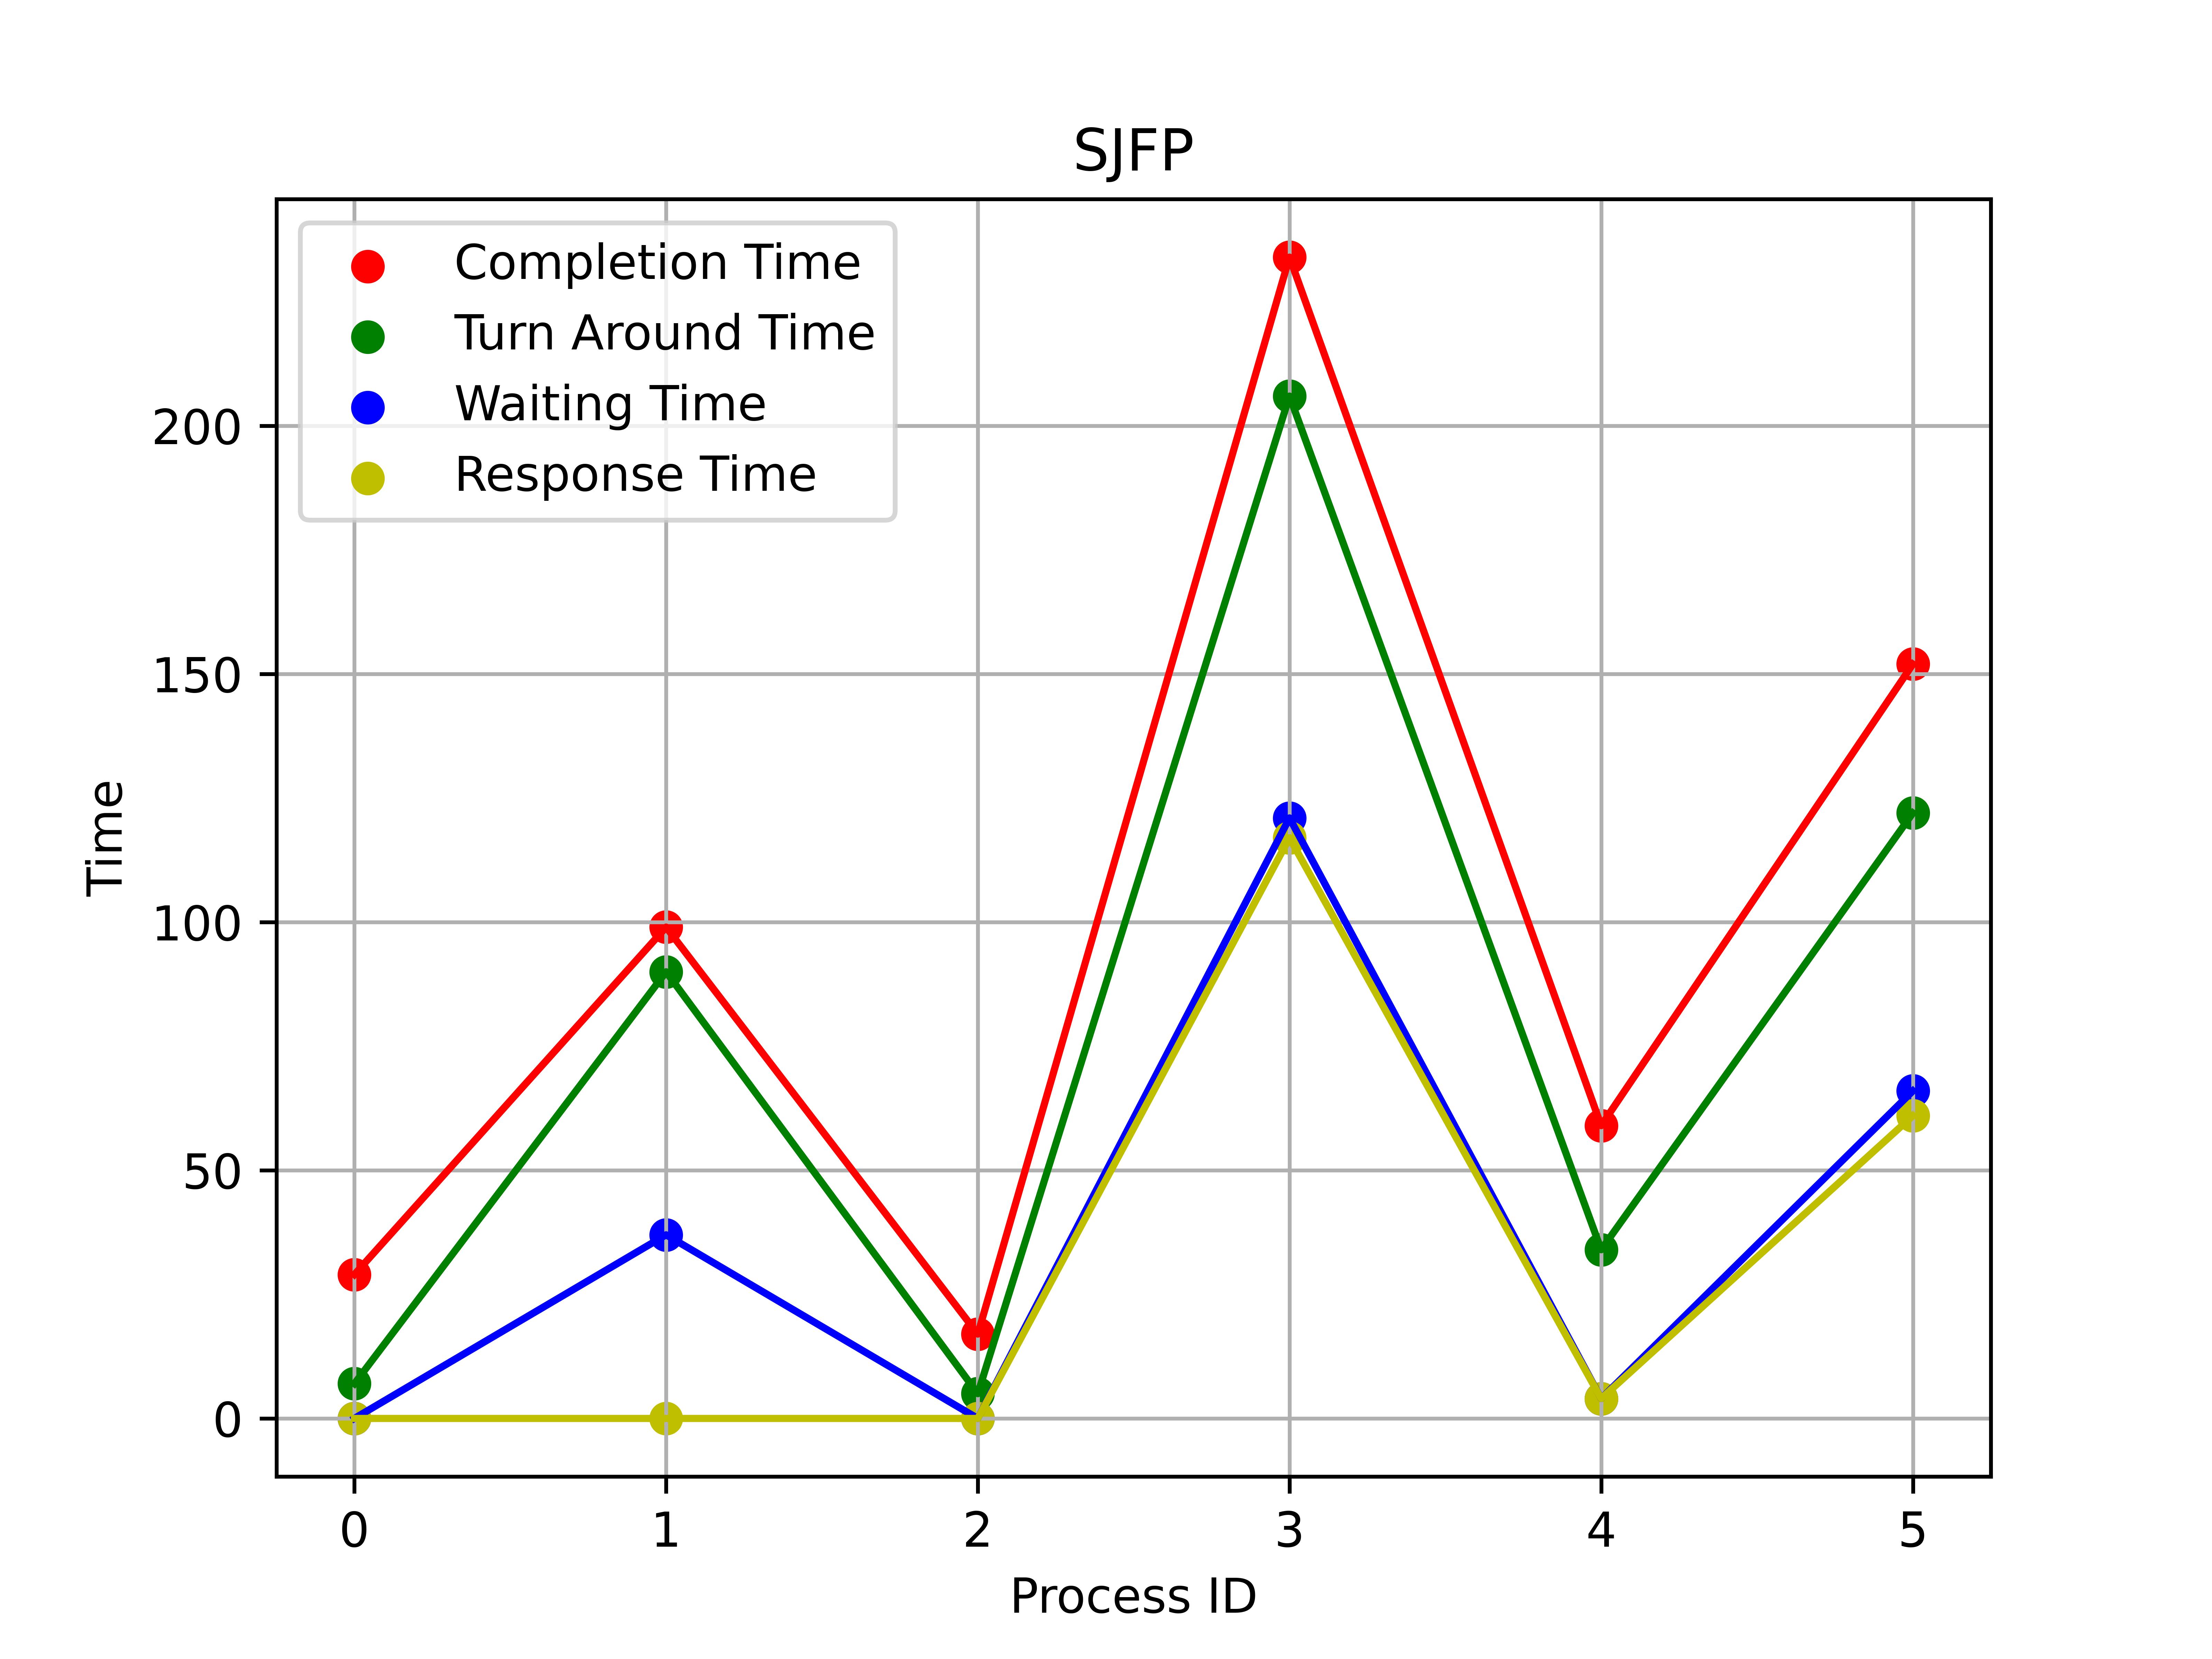 SJFP
Completion Time
Turn Around Time
Waiting Time
Response Time
200
150
100
50
0
Time
0 1 2 3 4 5
Process ID